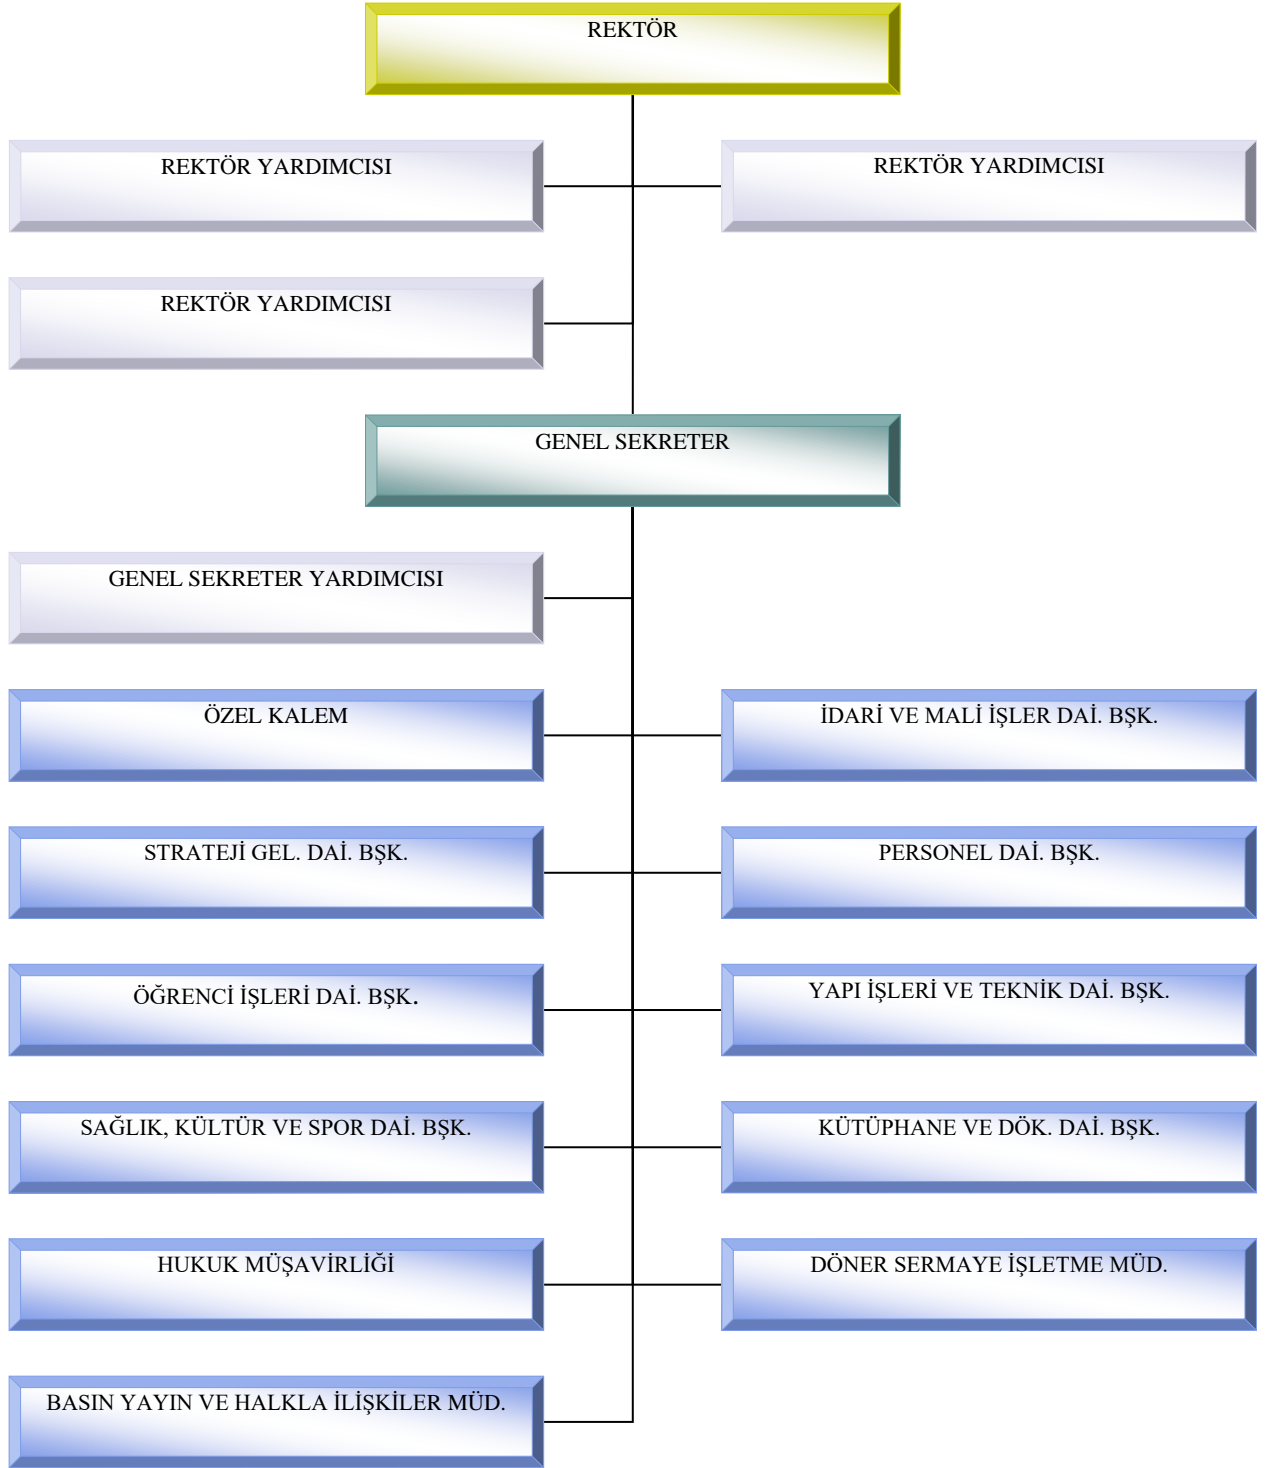 REKTÖR
REKTÖR YARDIMCISI
REKTÖR YARDIMCISI
REKTÖR YARDIMCISI
GENEL SEKRETER
GENEL SEKRETER YARDIMCISI
ÖZEL KALEM
İDARİ VE MALİ İŞLER DAİ. BŞK.
STRATEJİ GEL. DAİ. BŞK.
PERSONEL DAİ. BŞK.
ÖĞRENCİ İŞLERİ DAİ. BŞK.
YAPI İŞLERİ VE TEKNİK DAİ. BŞK.
SAĞLIK, KÜLTÜR VE SPOR DAİ. BŞK.
KÜTÜPHANE VE DÖK. DAİ. BŞK.
HUKUK MÜŞAVİRLİĞİ
DÖNER SERMAYE İŞLETME MÜD.
BASIN YAYIN VE HALKLA İLİŞKİLER MÜD.